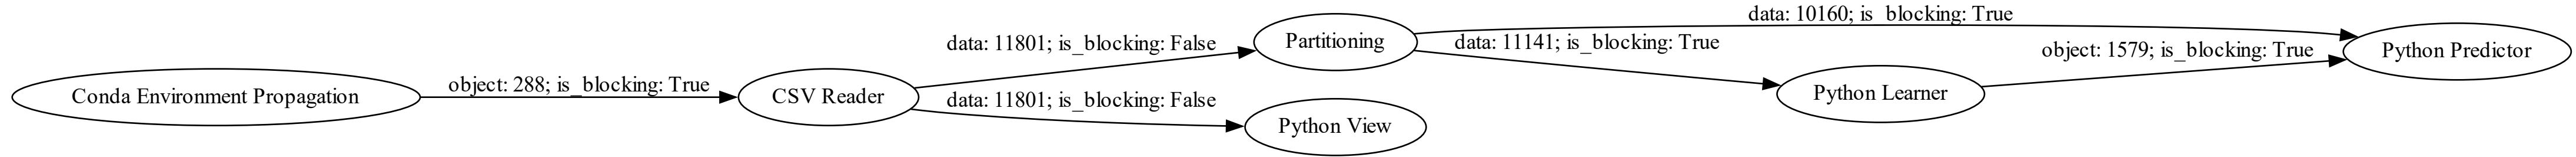 Conda Environment Propagation
object: 288; is_blocking: True
CSV Reader
data: 11801; is_blocking: False
data: 11801; is_blocking: False
Partitioning
Python View
data: 10160; is_blocking: True
data: 11141; is_blocking: True
Python Learner
object: 1579; is_blocking: True
Python Predictor